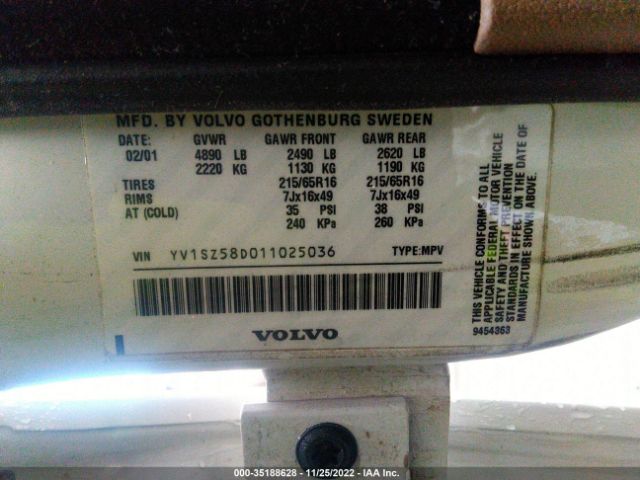 MFD. BY VOLVO GOTHENBURG SWEDEN
DATE: GVWR GAWR FRONT GAWR REAR
02/01 4890 LB 2490 LB 2620 LB
2220 KG 1130 KG 1190 KG
TIRES 215/65R16 215/65R16
RIMS 7Jx16x49 7Jx16x49
AT (COLD) 35 PSI 38 PSI
240 KPa 260 KPa
VIN YV1SZ58D011025036 TYPE:MPV
VOLVO
THIS VEHICLE CONFORMS TO ALL
APPLICABLE FEDERAL MOTOR VEHICLE
SAFETY AND THEFT PREVENTION
STANDARDS IN EFFECT ON THE DATE OF
MANUFACTURE SHOWN ABOVE.
9454363
000-35188628 - 11/25/2022 - IAA Inc.